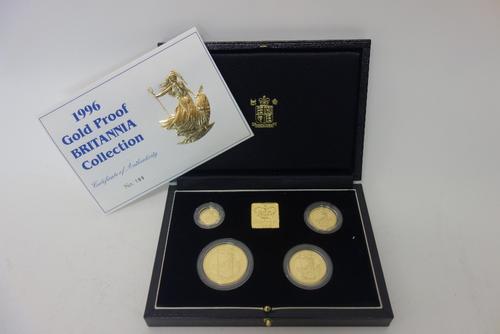 1996
Gold Proof
BRITANNIA
Collection
Certificate of Authenticity
No. 188